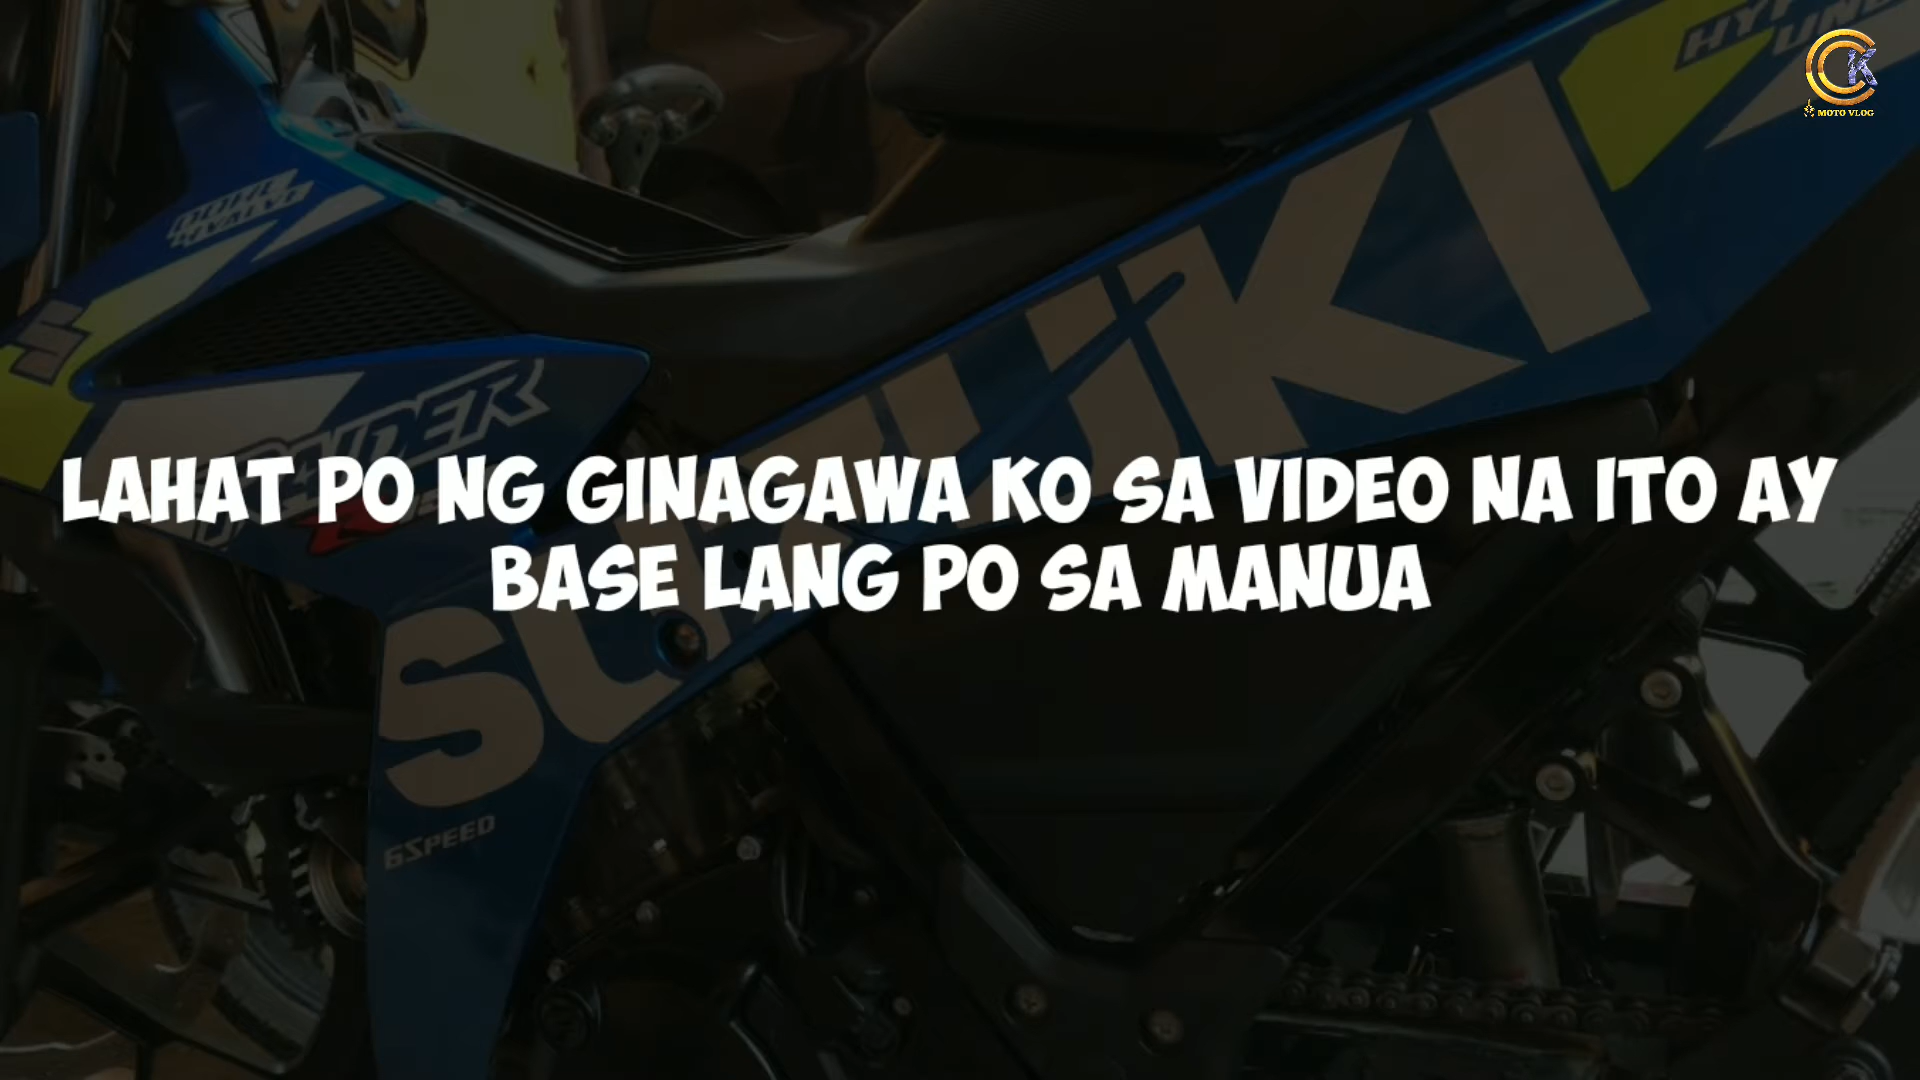 LAHAT PO NG GINAGAWA KO SA VIDEO NA ITO AY
BASE LANG PO SA MANUA
CK
MOTO VLOG
SUZUKI
6SPEED